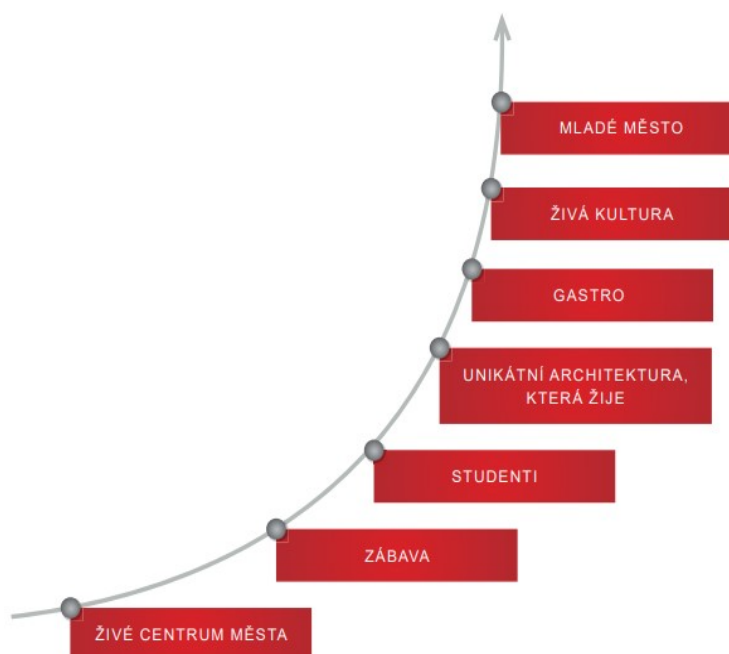 MLADÉ MĚSTO
ŽIVÁ KULTURA
GASTRO
UNIKÁTNÍ ARCHITEKTURA,
KTERÁ ŽIJE
STUDENTI
ZÁBAVA
ŽIVÉ CENTRUM MĚSTA